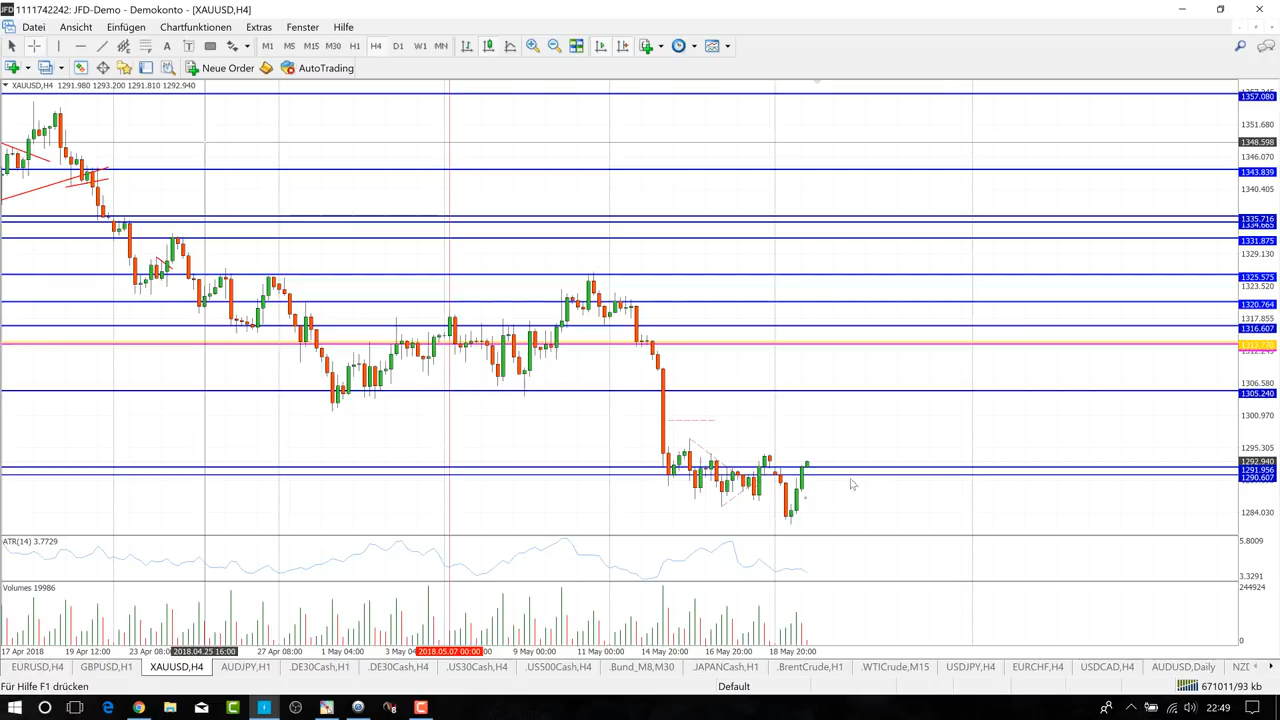 1111742242: JFD-Demo - Demokonto - [XAUUSD,H4]
Datei Ansicht Einfügen Chartfunktionen Extras Fenster Hilfe
M1 M5 M15 M30 H1 H4 D1 W1 MN
Neue Order AutoTrading
XAUUSD,H4 1291.980 1293.200 1291.810 1292.940
1357.080
1351.680
1348.598
1346.070
1343.839
1340.405
1335.716
1334.665
1331.875
1329.130
1325.575
1323.520
1320.764
1317.855
1316.607
1306.580
1305.240
1300.970
1295.305
1292.940
1291.956
1290.607
1284.030
ATR(14) 3.7729
5.8009
3.3291
Volumes 19986
244924
0
17 Apr 2018 19 Apr 12:00 23 Apr 08:0 2018.04.25 16:00 27 Apr 08:00 1 May 04:00 3 May 04 2018.05.07 00:00 9 May 00:00 11 May 00:00 14 May 20:00 16 May 20:00 18 May 20:00
EURUSD,H4 GBPUSD,H1 XAUUSD,H4 AUDJPY,H1 .DE30Cash,H1 .DE30Cash,H4 .US30Cash,H4 .US500Cash,H4 .Bund_M8,M30 .JAPANCash,H1 .BrentCrude,H1 .WTICrude,M15 USDJPY,H4 EURCHF,H4 USDCAD,H4 AUDUSD,Daily NZD
Für Hilfe F1 drücken Default 671011/93 kb
22:49